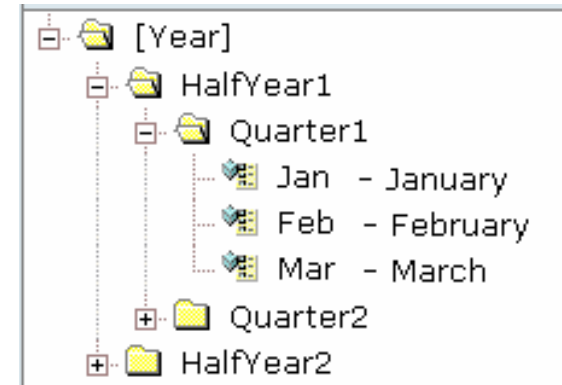 [Year]
HalfYear1
Quarter1
Jan - January
Feb - February
Mar - March
Quarter2
HalfYear2